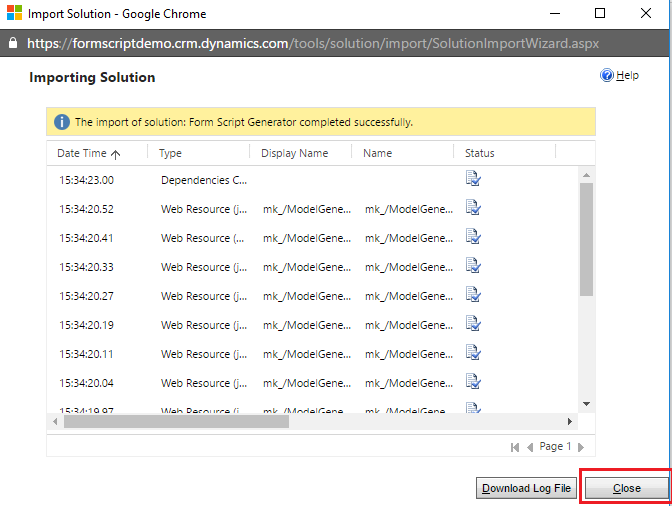 Import Solution - Google Chrome
https://formscriptdemo.crm.dynamics.com/tools/solution/import/SolutionImportWizard.aspx
Importing Solution Help
The import of solution: Form Script Generator completed successfully.
Date Time Type Display Name Name Status
15:34:23.00 Dependencies C...
15:34:20.52 Web Resource (j... mk_/ModelGene... mk_/ModelGene...
15:34:20.41 Web Resource (... mk_/ModelGene... mk_/ModelGene...
15:34:20.33 Web Resource (j... mk_/ModelGene... mk_/ModelGene...
15:34:20.27 Web Resource (j... mk_/ModelGene... mk_/ModelGene...
15:34:20.19 Web Resource (j... mk_/ModelGene... mk_/ModelGene...
15:34:20.11 Web Resource (j... mk_/ModelGene... mk_/ModelGene...
15:34:20.04 Web Resource (j... mk_/ModelGene... mk_/ModelGene...
15:34:19.97 Web Resource (j... mk_/ModelGene... mk_/ModelGene...
Page 1
Download Log File Close